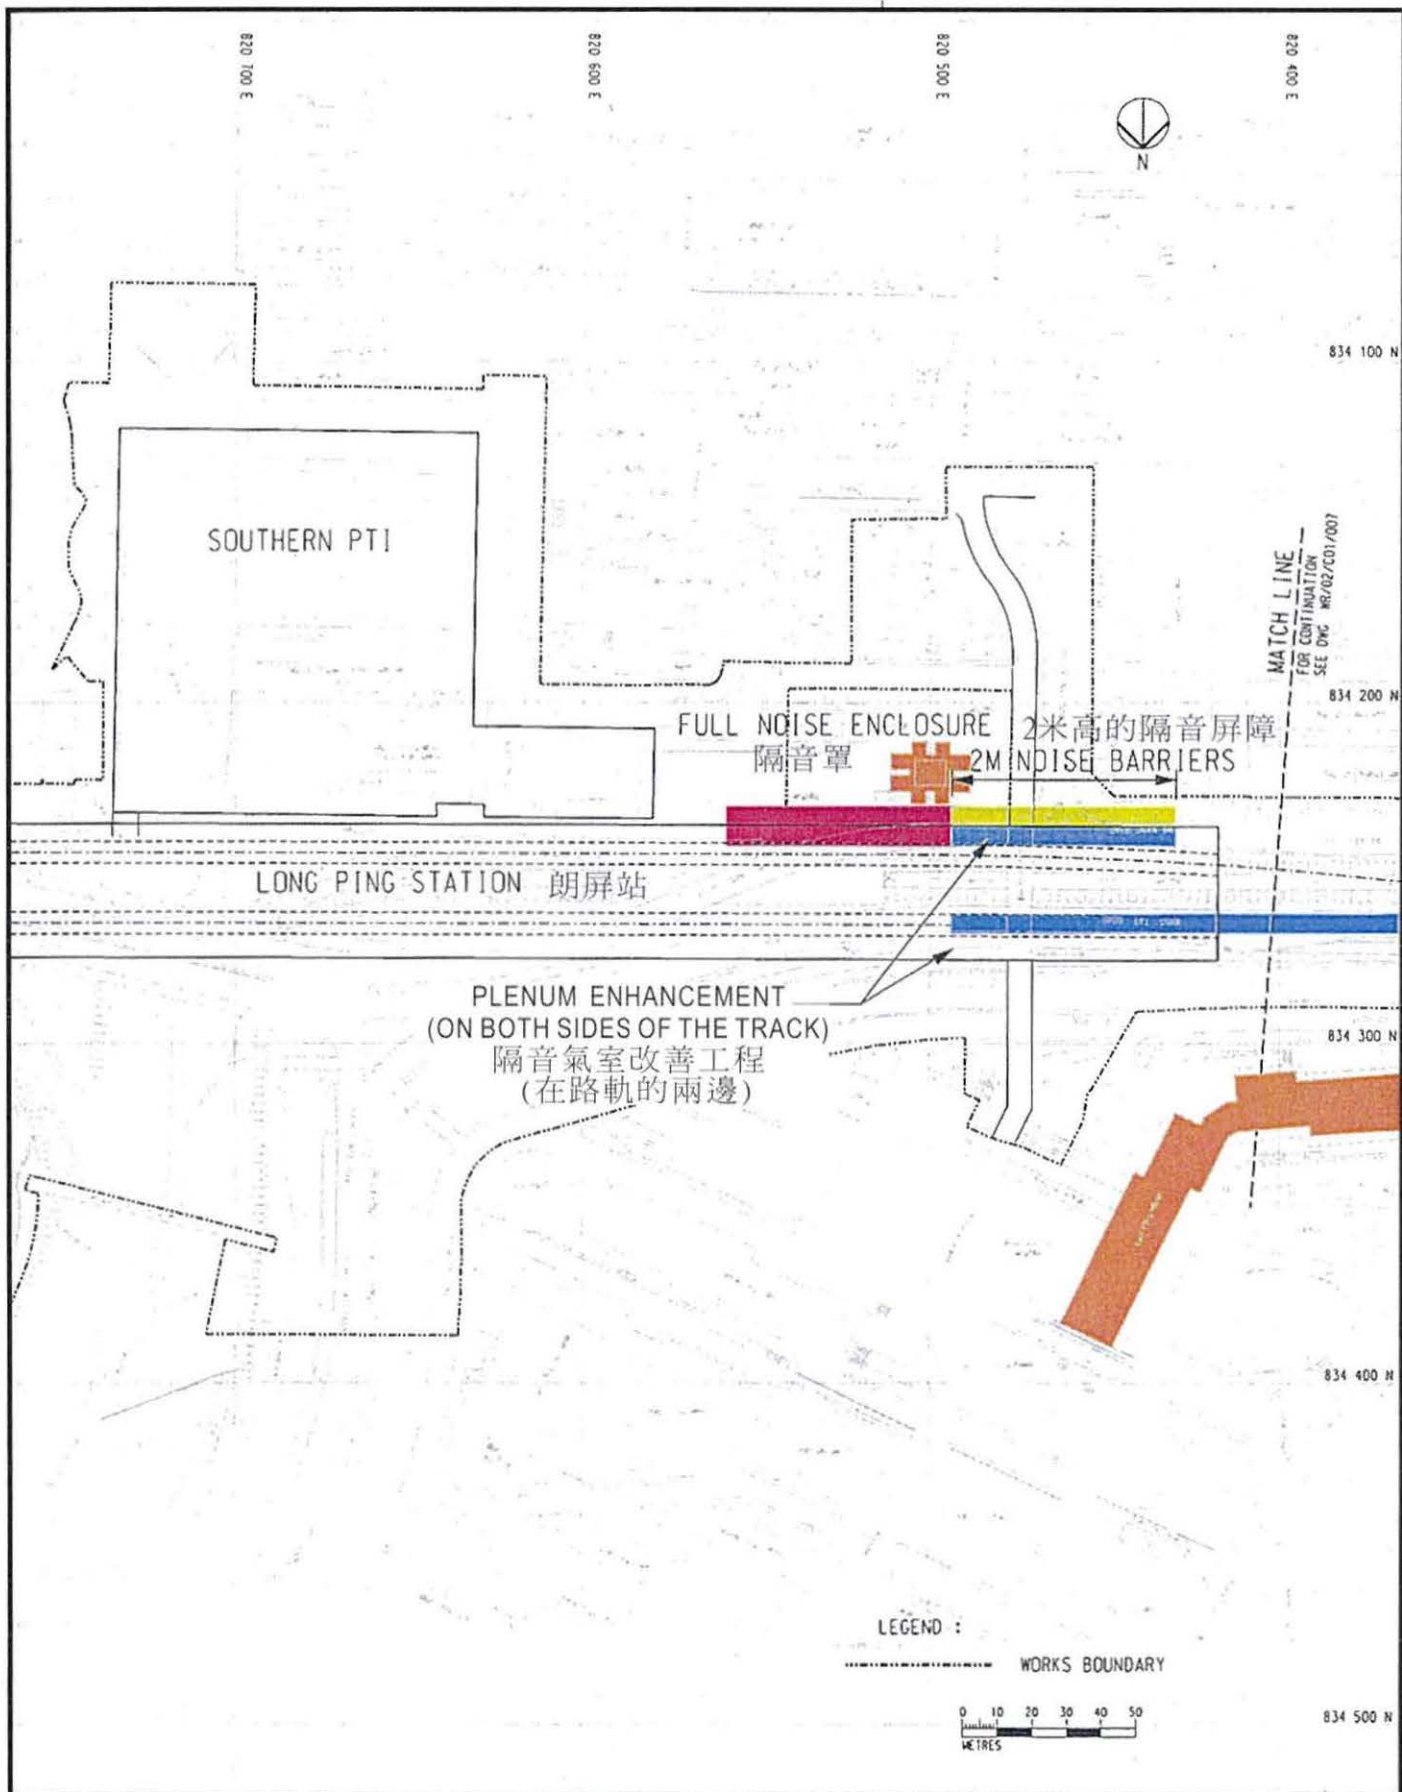 820 700 E
820 600 E
820 500 E
820 400 E
N
834 100 N
SOUTHERN PTI
MATCH LINE
FOR CONTINUATION
SEE DWG WR/02/C01/007
834 200 N
FULL NOISE ENCLOSURE
隔音罩
2米高的隔音屏障
2M NOISE BARRIERS
LONG PING STATION 朗屏站
PLENUM ENHANCEMENT
(ON BOTH SIDES OF THE TRACK)
隔音氣室改善工程
(在路軌的兩邊)
834 300 N
834 400 N
LEGEND :
WORKS BOUNDARY
0 10 20 30 40 50
METRES
834 500 N